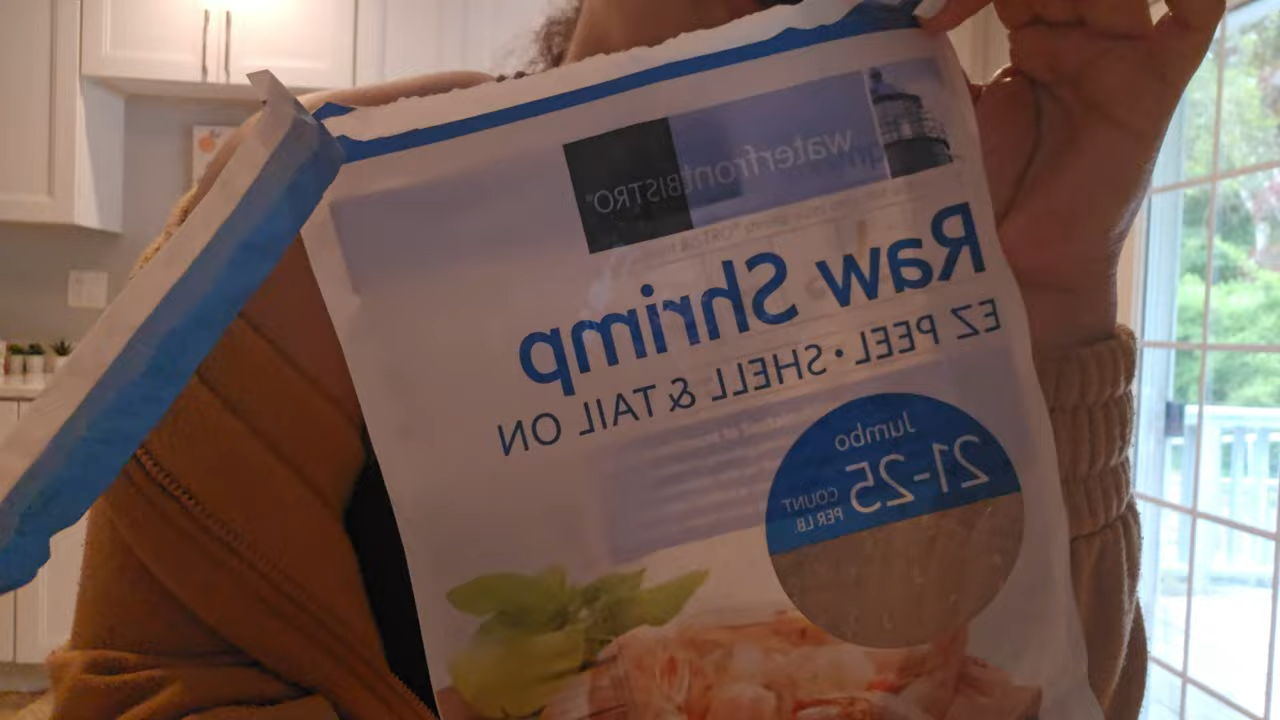 waterfrontBISTRO®
Raw Shrimp
EZ PEEL • SHELL & TAIL ON
Jumbo
21-25
COUNT
PER LB.